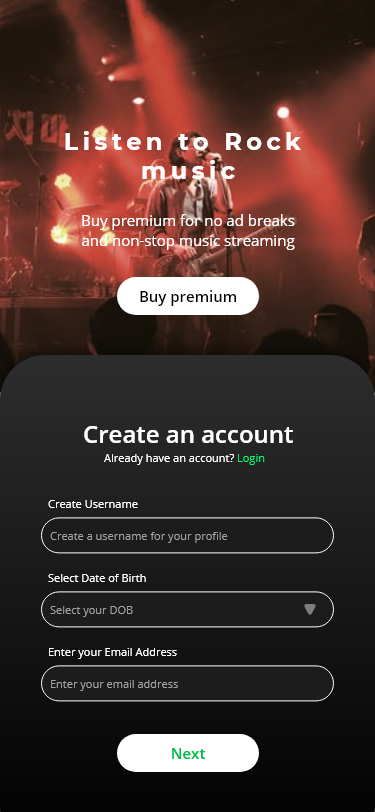 Listen to Rock
music
Buy premium for no ad breaks
and non-stop music streaming
Buy premium
Create an account
Already have an account? Login
Create Username
Create a username for your profile
Select Date of Birth
Select your DOB
Enter your Email Address
Enter your email address
Next